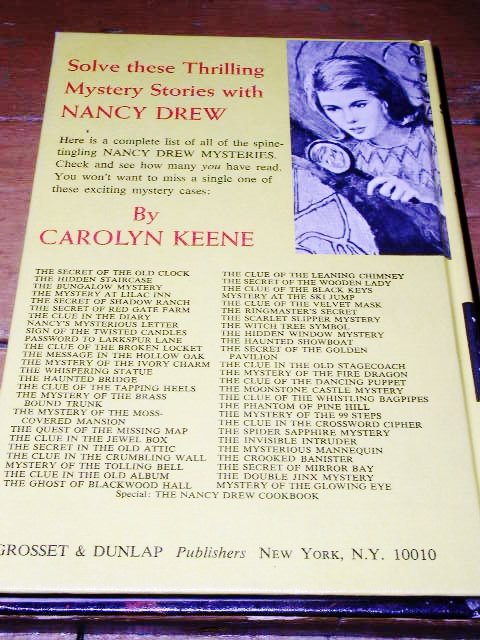 Solve these Thrilling
Mystery Stories with
NANCY DREW
Here is a complete list of all of the spine-
tingling NANCY DREW MYSTERIES.
Check and see how many you have read.
You won't want to miss a single one of
these exciting mystery cases:
By
CAROLYN KEENE
THE SECRET OF THE OLD CLOCK
THE HIDDEN STAIRCASE
THE BUNGALOW MYSTERY
THE MYSTERY AT LILAC INN
THE SECRET OF SHADOW RANCH
THE SECRET OF RED GATE FARM
THE CLUE IN THE DIARY
NANCY'S MYSTERIOUS LETTER
SIGN OF THE TWISTED CANDLES
PASSWORD TO LARKSPUR LANE
THE CLUE OF THE BROKEN LOCKET
THE MESSAGE IN THE HOLLOW OAK
THE MYSTERY OF THE IVORY CHARM
THE WHISPERING STATUE
THE HAUNTED BRIDGE
THE CLUE OF THE TAPPING HEELS
THE MYSTERY OF THE BRASS
BOUND TRUNK
THE MYSTERY OF THE MOSS-
COVERED MANSION
THE QUEST OF THE MISSING MAP
THE CLUE IN THE JEWEL BOX
THE SECRET IN THE OLD ATTIC
THE CLUE IN THE CRUMBLING WALL
MYSTERY OF THE TOLLING BELL
THE CLUE IN THE OLD ALBUM
THE GHOST OF BLACKWOOD HALL
THE CLUE OF THE LEANING CHIMNEY
THE SECRET OF THE WOODEN LADY
THE CLUE OF THE BLACK KEYS
MYSTERY AT THE SKI JUMP
THE CLUE OF THE VELVET MASK
THE RINGMASTER'S SECRET
THE SCARLET SLIPPER MYSTERY
THE WITCH TREE SYMBOL
THE HIDDEN WINDOW MYSTERY
THE HAUNTED SHOWBOAT
THE SECRET OF THE GOLDEN
PAVILION
THE CLUE IN THE OLD STAGECOACH
THE MYSTERY OF THE FIRE DRAGON
THE CLUE OF THE DANCING PUPPET
THE MOONSTONE CASTLE MYSTERY
THE CLUE OF THE WHISTLING BAGPIPES
THE PHANTOM OF PINE HILL
THE MYSTERY OF THE 99 STEPS
THE CLUE IN THE CROSSWORD CIPHER
THE SPIDER SAPPHIRE MYSTERY
THE INVISIBLE INTRUDER
THE MYSTERIOUS MANNEQUIN
THE CROOKED BANISTER
THE SECRET OF MIRROR BAY
THE DOUBLE JINX MYSTERY
MYSTERY OF THE GLOWING EYE
Special: THE NANCY DREW COOKBOOK
GROSSET & DUNLAP Publishers NEW YORK, N.Y. 10010